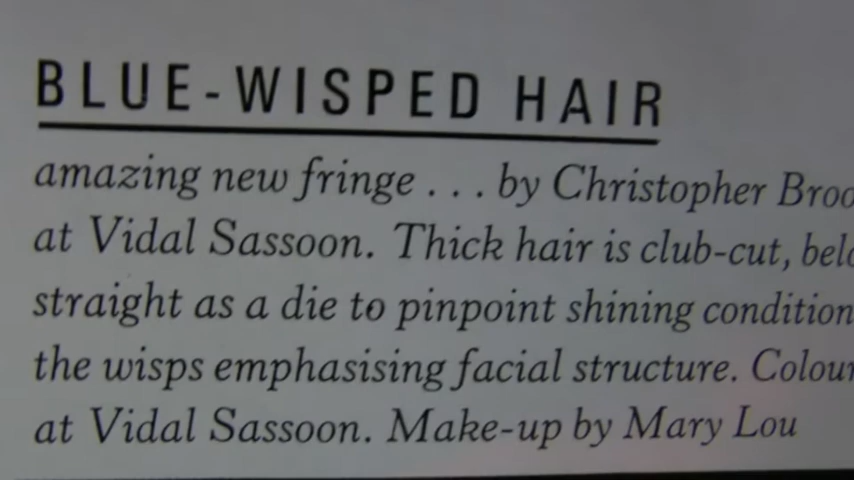 BLUE-WISPED HAIR
amazing new fringe . . . by Christopher
at Vidal Sassoon. Thick hair is club-cut,
straight as a die to pinpoint shining condition
the wisps emphasising facial structure.
at Vidal Sassoon. Make-up by Mary Lou